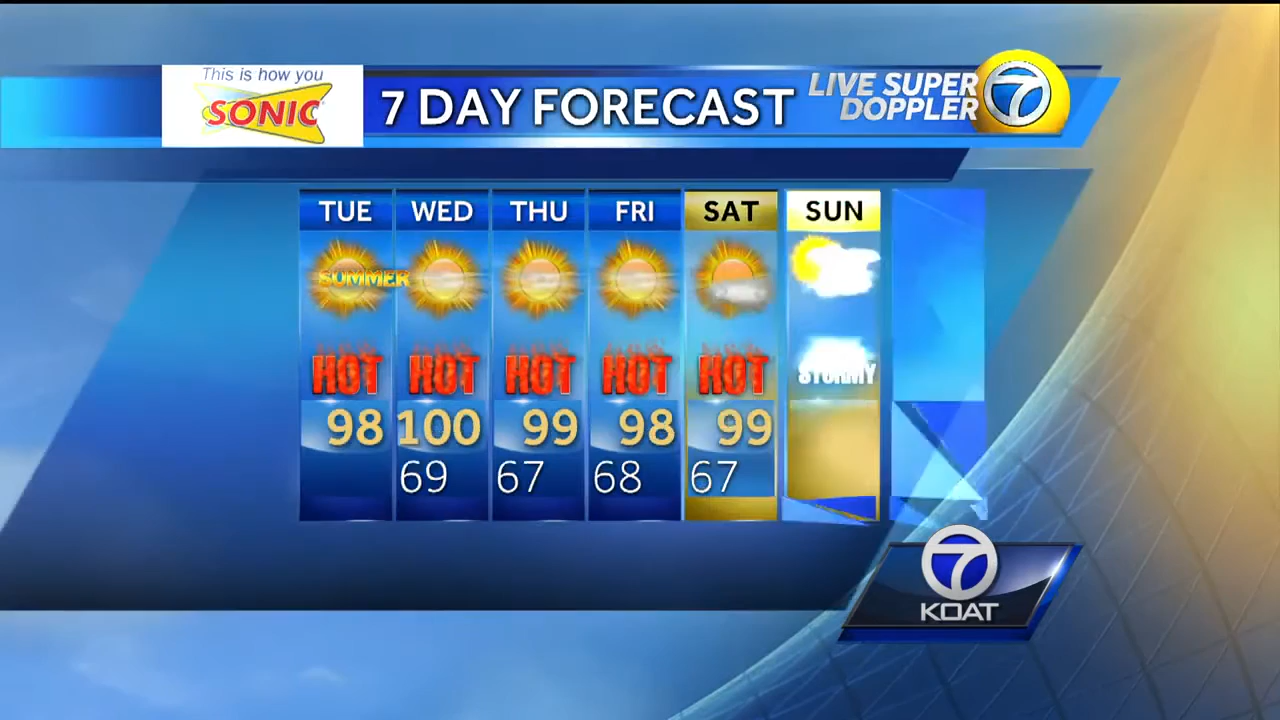 This is how you
SONIC
7 DAY FORECAST
LIVE SUPER
DOPPLER
7
TUE WED THU FRI SAT SUN
SUMMER
HOT HOT HOT HOT HOT STORMY
98 100 99 98 99
69 67 68 67
7
KOAT